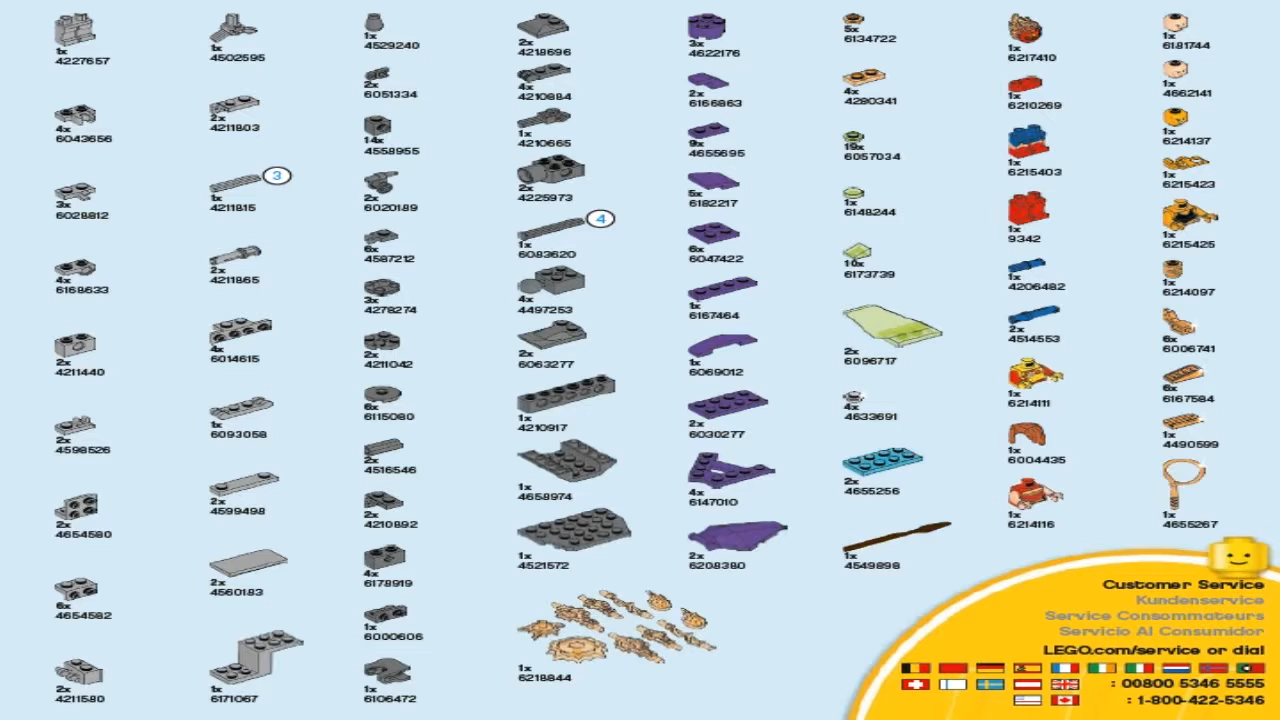 1x
4227657
4x
6043656
3x
6028812
4x
6168633
2x
4211440
2x
4598526
2x
4654580
6x
4654582
2x
4211580
1x
4502595
2x
4211803
3
1x
4211815
2x
4211865
4x
6014615
1x
6093058
2x
4599498
2x
4560183
1x
6171067
1x
4529240
2x
6051334
14x
4558955
2x
6020189
6x
4587212
3x
4278274
2x
4211042
6x
6115080
2x
4516546
2x
4210892
4x
6178919
1x
6000606
1x
6106472
2x
4218696
4x
4210884
1x
4210665
2x
4225973
4
1x
6083620
4x
4497253
2x
6063277
1x
4210917
1x
4658974
1x
4521572
1x
6218844
3x
4622176
2x
6166863
9x
4655695
5x
6182217
6x
6047422
1x
6167464
1x
6069012
2x
6030277
4x
6147010
2x
6208380
5x
6134722
4x
4280341
19x
6057034
1x
6148244
10x
6173739
2x
6096717
4x
4633691
2x
4655256
1x
4549898
1x
6217410
1x
6210269
1x
6215403
1x
9342
1x
4206482
2x
4514553
1x
6214111
1x
6004435
1x
6214116
1x
6181744
1x
4662141
1x
6214137
1x
6215423
1x
6215425
1x
6214097
6x
6006741
6x
6167584
1x
4490599
1x
4655267
Customer Service
Kundenservice
Service Consommateurs
Servicio Al Consumidor
LEGO.com/service or dial
: 00800 5346 5555
: 1-800-422-5346